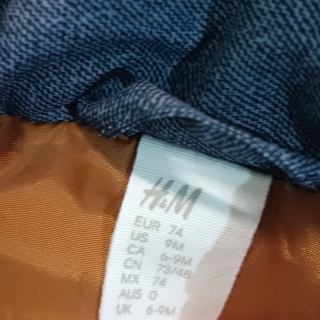 H&M
EUR 74
US 9M
CA 6-9M
CN 73/48
MX 74
AUS 0
UK 6-9M